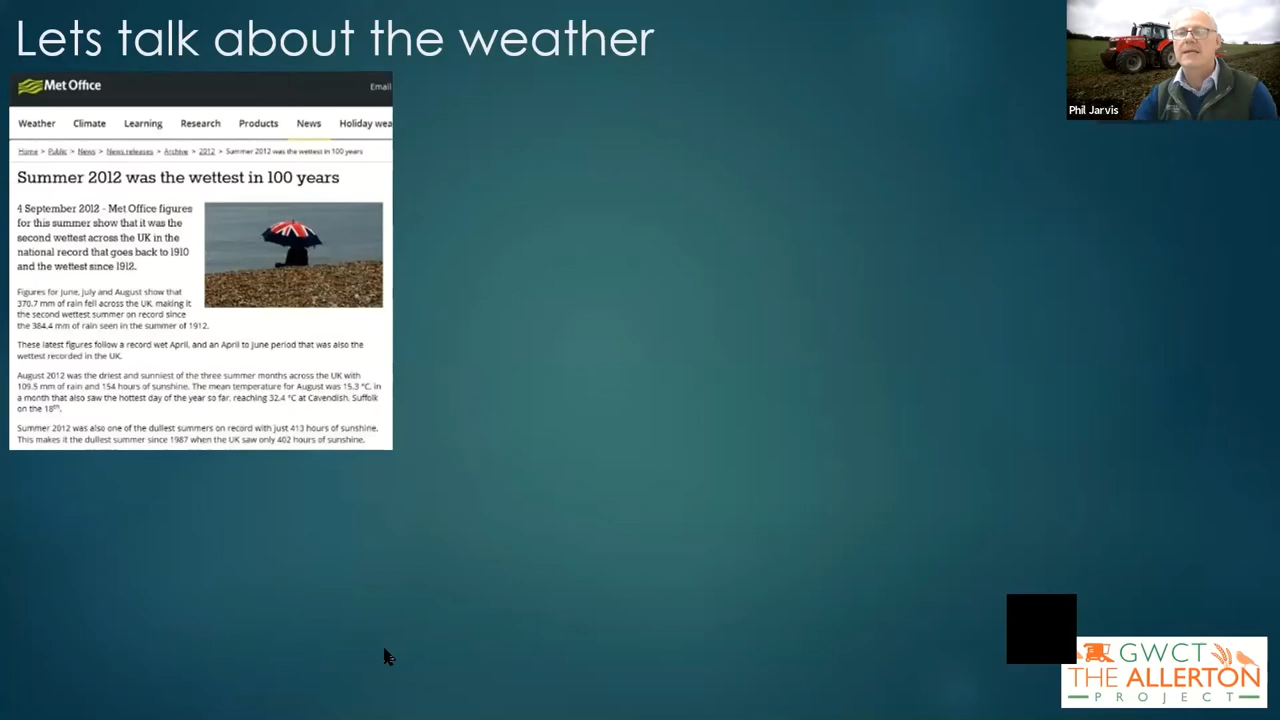 Lets talk about the weather
Phil Jarvis
Met Office
Email
Weather Climate Learning Research Products News Holiday wea
Home > Public > News > News releases > Archive > 2012 > Summer 2012 was the wettest in 100 years
Summer 2012 was the wettest in 100 years
4 September 2012 - Met Office figures
for this summer show that it was the
second wettest across the UK in the
national record that goes back to 1910
and the wettest since 1912.
Figures for June, July and August show that
370.7 mm of rain fell across the UK, making it
the second wettest summer on record since
the 384.4 mm of rain seen in the summer of 1912.
These latest figures follow a record wet April, and an April to June period that was also the
wettest recorded in the UK.
August 2012 was the driest and sunniest of the three summer months across the UK with
109.5 mm of rain and 154 hours of sunshine. The mean temperature for August was 15.3 °C, in
a month that also saw the hottest day of the year so far, reaching 32.4 °C at Cavendish, Suffolk
on the 18th.
Summer 2012 was also one of the dullest summers on record with just 413 hours of sunshine.
This makes it the dullest summer since 1987 when the UK saw only 402 hours of sunshine.
GWCT
THE ALLERTON
PROJECT